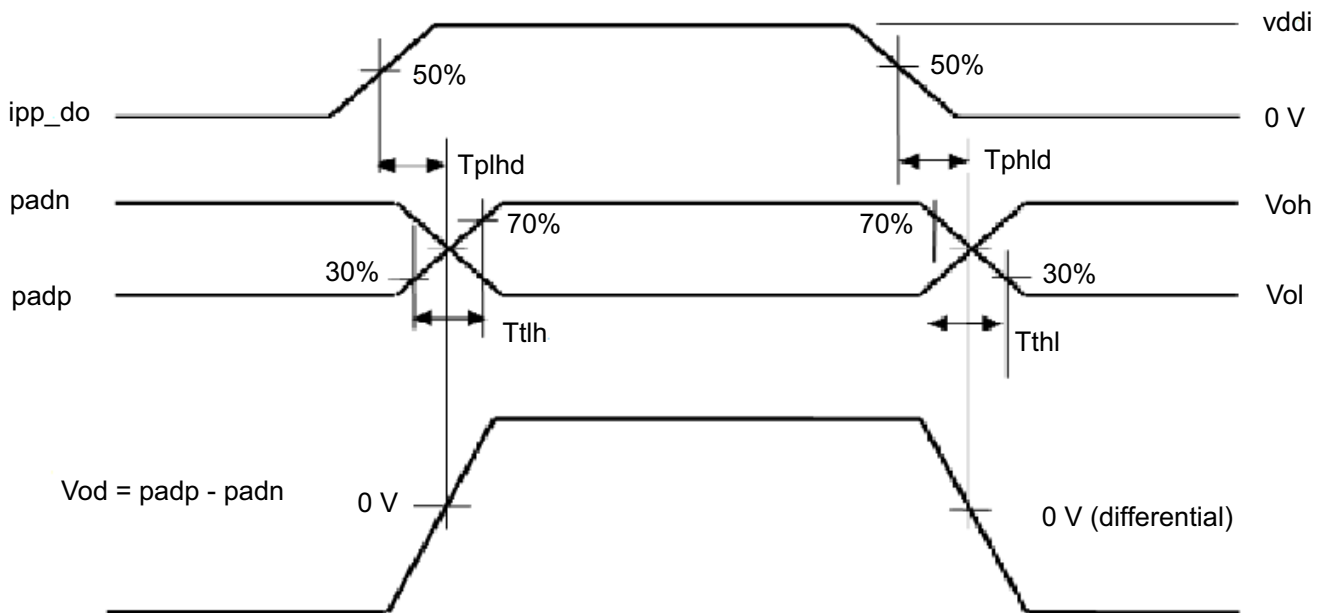 vddi
50%
50%
ipp_do
0 V
Tplhd
Tphld
padn
Voh
70%
70%
30%
30%
padp
Vol
Ttlh
Tthl
Vod = padp - padn
0 V
0 V (differential)